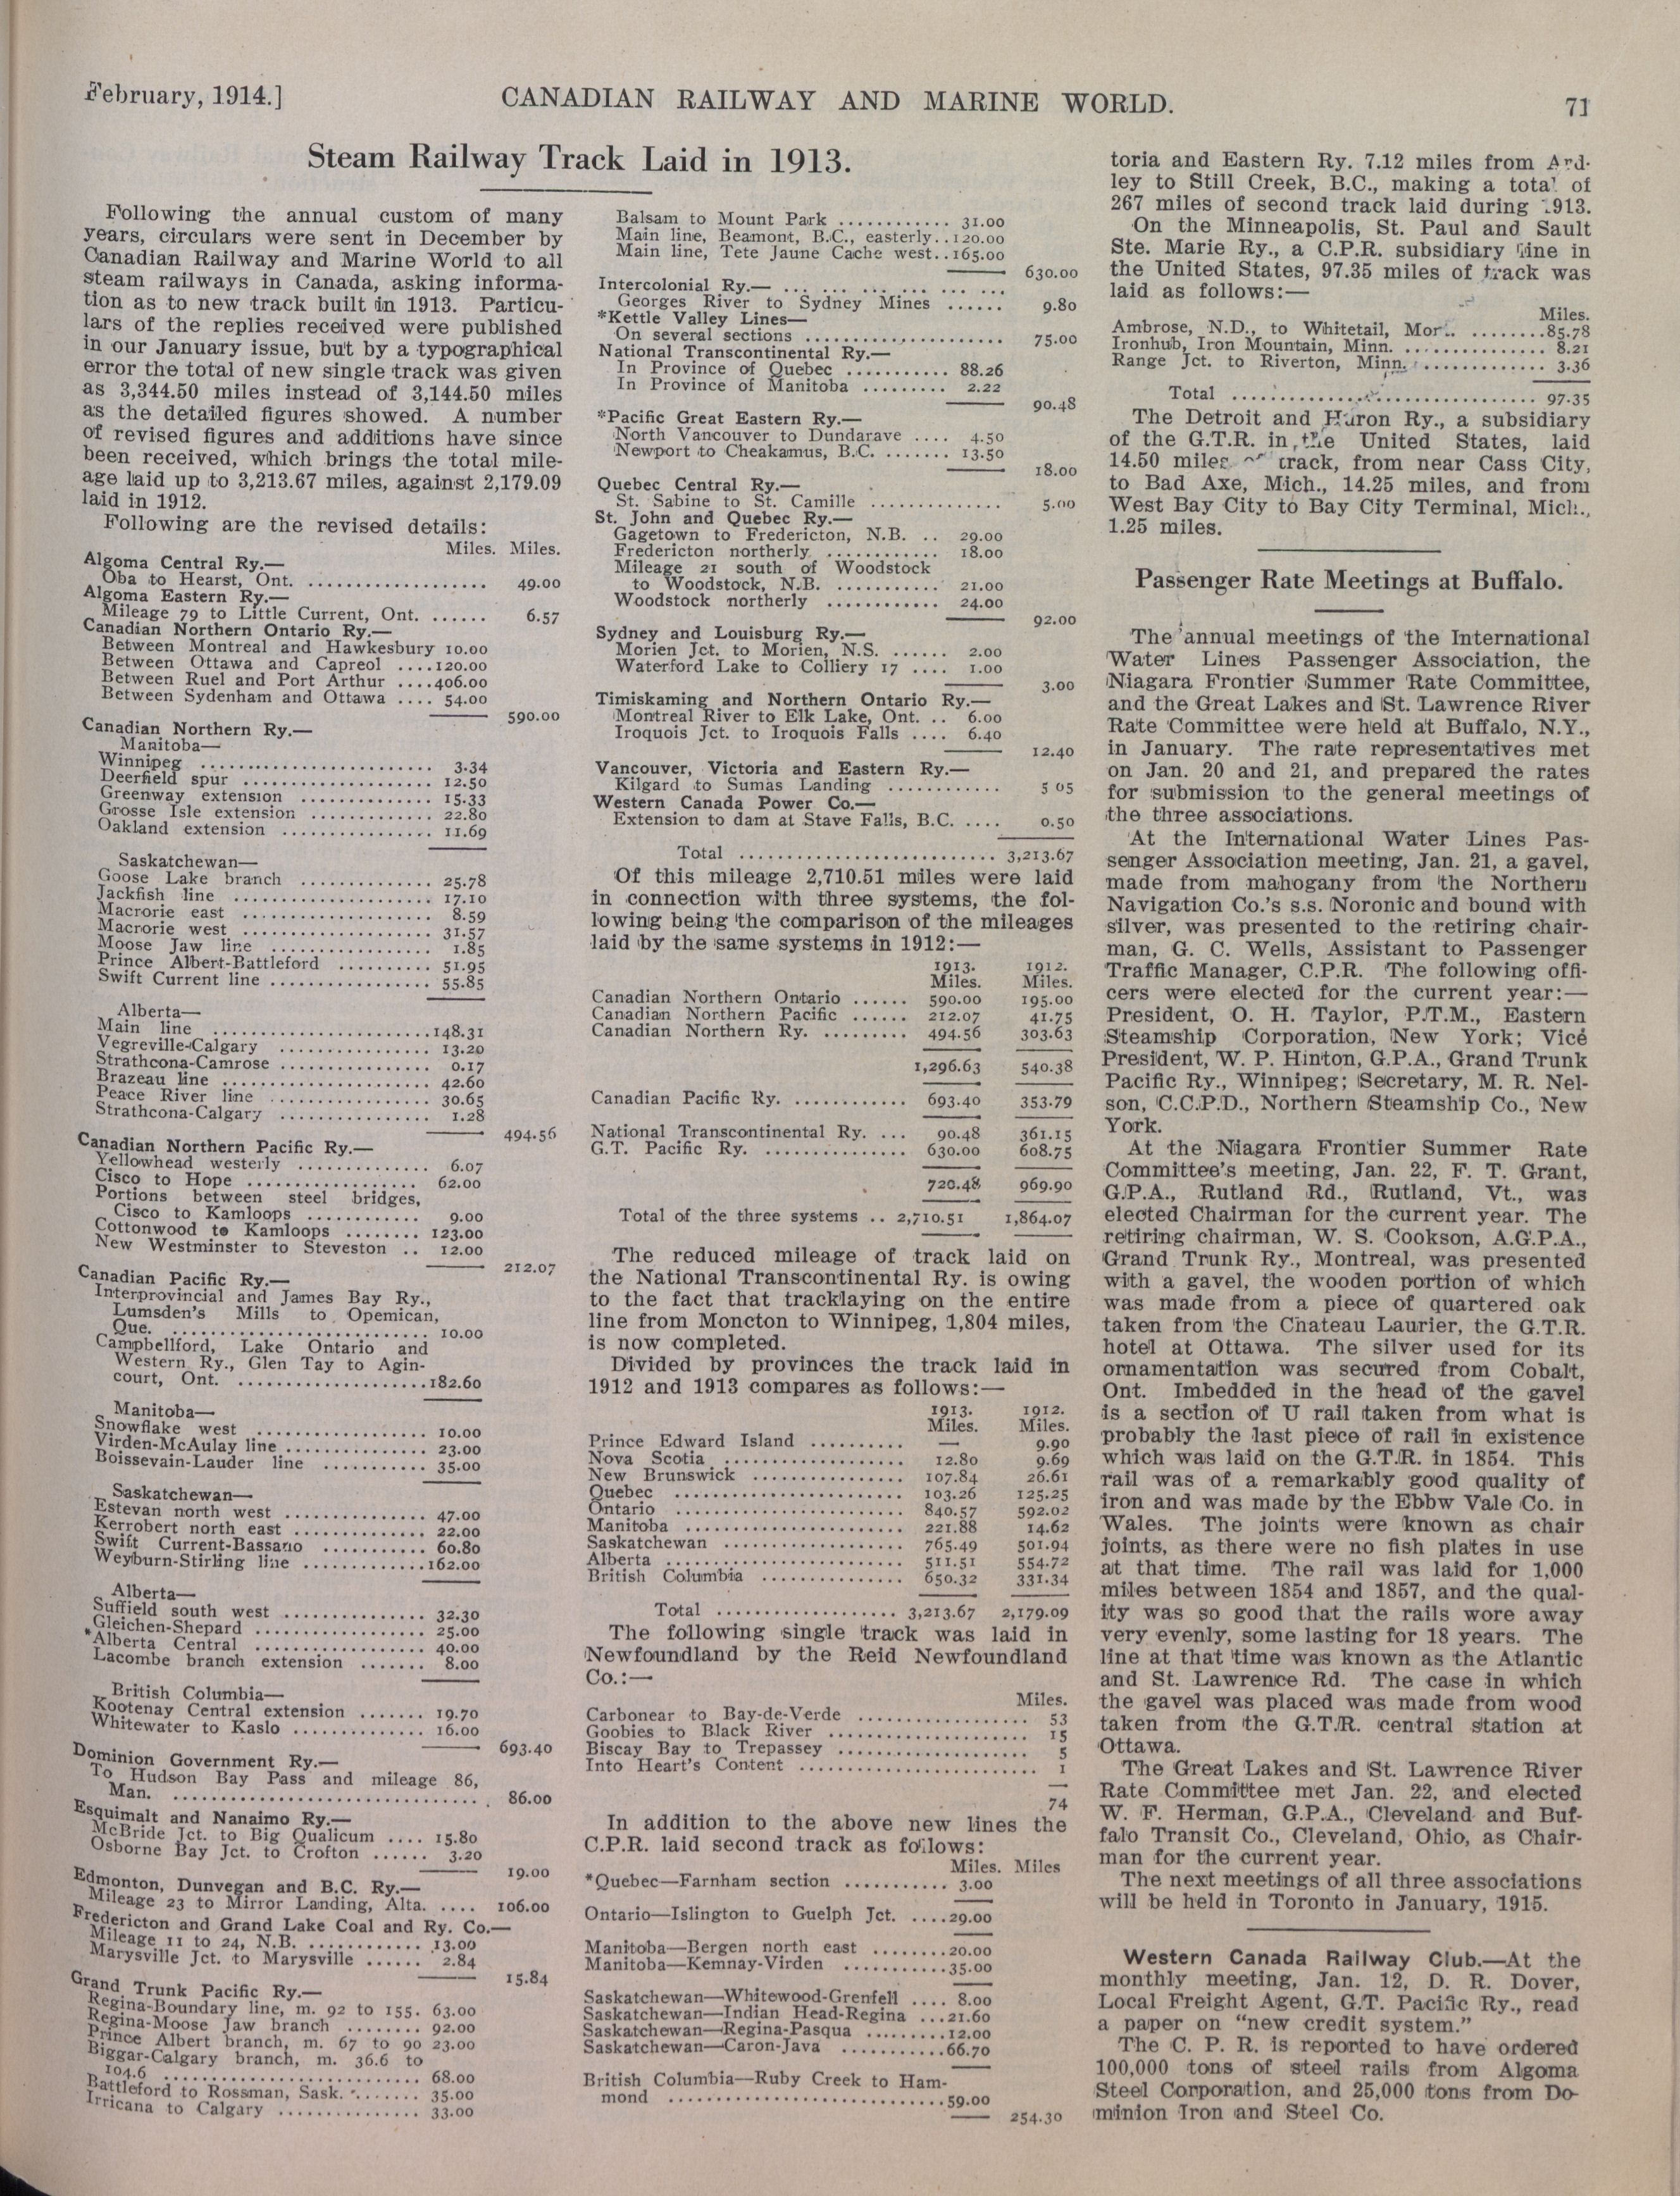 February, 1914.]
CANADIAN RAILWAY AND MARINE WORLD.
71
Steam Railway Track Laid in 1913.
Following the annual custom of many
years, circulars were sent in December by
Canadian Railway and Marine World to all
steam railways in Canada, asking informa-
tion as to new track built in 1913. Particu-
lars of the replies received were published
in our January issue, but by a typographical
error the total of new single track was given
as 3,344.50 miles instead of 3,144.50 miles
as the detailed figures showed. A number
of revised figures and additions have since
been received, which brings the total mile-
age laid up to 3,213.67 miles, against 2,179.09
laid in 1912.
Following are the revised details:
Miles. Miles.
Algoma Central Ry.—
Oba to Hearst, Ont. ................... 49.00
Algoma Eastern Ry.—
Mileage 79 to Little Current, Ont. ...... 6.57
Canadian Northern Ontario Ry.—
Between Montreal and Hawkesbury 10.00
Between Ottawa and Capreol ....120.00
Between Ruel and Port Arthur ....406.00
Between Sydenham and Ottawa .... 54.00
590.00
Canadian Northern Ry.—
Manitoba—
Winnipeg ......................... 3.34
Deerfield spur .................... 12.50
Greenway extension .............. 15.33
Grosse Isle extension ............. 22.80
Oakland extension ................ 11.69
Saskatchewan—
Goose Lake branch .............. 25.78
Jackfish line ..................... 17.10
Macrorie east .................... 8.59
Macrorie west .................... 31.57
Moose Jaw line ................. 1.85
Prince Albert-Battleford .......... 51.95
Swift Current line ................. 55.85
Alberta—
Main line .......................148.31
Vegreville-Calgary ................ 13.20
Strathcona-Camrose ................ 0.17
Brazeau line ...................... 42.60
Peace River line ................. 30.65
Strathcona-Calgary ................ 1.28
494.56
Canadian Northern Pacific Ry.—
Yellowhead westerly .............. 6.07
Cisco to Hope .................... 62.00
Portions between steel bridges,
Cisco to Kamloops ............ 9.00
Cottonwood to Kamloops ........ 123.00
New Westminster to Steveston .. 12.00
212.07
Canadian Pacific Ry.—
Interprovincial and James Bay Ry.,
Lumsden's Mills to Opemican,
Que. ........................... 10.00
Campbellford, Lake Ontario and
Western Ry., Glen Tay to Agin-
court, Ont. ....................182.60
Manitoba—
Snowflake west .................. 10.00
Virden-McAulay line ............... 23.00
Boissevain-Lauder line ........... 35.00
Saskatchewan—
Estevan north west ............... 47.00
Kerrobert north east .............. 22.00
Swift Current-Bassano ........... 60.80
Weyburn-Stirling line .............162.00
Alberta—
Suffield south west ............... 32.30
Gleichen-Shepard .................. 25.00
*Alberta Central .................. 40.00
Lacombe branch extension ....... 8.00
British Columbia—
Kootenay Central extension ....... 19.70
Whitewater to Kaslo .............. 16.00
693.40
Dominion Government Ry.—
To Hudson Bay Pass and mileage 86,
Man. ................................ 86.00
Esquimalt and Nanaimo Ry.—
McBride Jct. to Big Qualicum .... 15.80
Osborne Bay Jct. to Crofton ...... 3.20
19.00
Edmonton, Dunvegan and B.C. Ry.—
Mileage 23 to Mirror Landing, Alta. .... 106.00
Fredericton and Grand Lake Coal and Ry. Co.—
Mileage 11 to 24, N.B. ............ 13.00
Marysville Jct. to Marysville ...... 2.84
15.84
Grand Trunk Pacific Ry.—
Regina-Boundary line, m. 92 to 155. 63.00
Regina-Moose Jaw branch ........ 92.00
Prince Albert branch, m. 67 to 90 23.00
Biggar-Calgary branch, m. 36.6 to
104.6 ........................... 68.00
Battleford to Rossman, Sask. ....... 35.00
Irricana to Calgary ............... 33.00
Balsam to Mount Park ............ 31.00
Main line, Beamont, B.C., easterly..120.00
Main line, Tete Jaune Cache west..165.00
630.00
Intercolonial Ry.— ... ... ... ... ... ...
Georges River to Sydney Mines ...... 9.80
*Kettle Valley Lines—
On several sections ..................... 75.00
National Transcontinental Ry.—
In Province of Quebec ........... 88.26
In Province of Manitoba ......... 2.22
90.48
*Pacific Great Eastern Ry.—
North Vancouver to Dundarave .... 4.50
Newport to Cheakamus, B.C. ....... 13.50
18.00
Quebec Central Ry.—
St. Sabine to St. Camille .............. 5.00
St. John and Quebec Ry.—
Gagetown to Fredericton, N.B. .. 29.00
Fredericton northerly ............ 18.00
Mileage 21 south of Woodstock
to Woodstock, N.B. ........... 21.00
Woodstock northerly ............ 24.00
92.00
Sydney and Louisburg Ry.—
Morien Jct. to Morien, N.S. ...... 2.00
Waterford Lake to Colliery 17 .... 1.00
3.00
Timiskaming and Northern Ontario Ry.—
Montreal River to Elk Lake, Ont. .. 6.00
Iroquois Jct. to Iroquois Falls .... 6.40
12.40
Vancouver, Victoria and Eastern Ry.—
Kilgard to Sumas Landing ............ 5 05
Western Canada Power Co.—
Extension to dam at Stave Falls, B.C. .... 0.50
Total ........................... 3,213.67
Of this mileage 2,710.51 miles were laid
in connection with three systems, the fol-
lowing being the comparison of the mileages
laid by the same systems in 1912:—
1913. 1912.
Miles. Miles.
Canadian Northern Ontario ...... 590.00 195.00
Canadian Northern Pacific ...... 212.07 41.75
Canadian Northern Ry. ......... 494.56 303.63
1,296.63 540.38
Canadian Pacific Ry. ............ 693.40 353.79
National Transcontinental Ry. ... 90.48 361.15
G.T. Pacific Ry. ............... 630.00 608.75
720.48 969.90
Total of the three systems .. 2,710.51 1,864.07
The reduced mileage of track laid on
the National Transcontinental Ry. is owing
to the fact that tracklaying on the entire
line from Moncton to Winnipeg, 1,804 miles,
is now completed.
Divided by provinces the track laid in
1912 and 1913 compares as follows:—
1913. 1912.
Miles. Miles.
Prince Edward Island .......... — 9.90
Nova Scotia ................... 12.80 9.69
New Brunswick ................ 107.84 26.61
Quebec ........................ 103.26 125.25
Ontario ........................ 840.57 592.02
Manitoba ....................... 221.88 14.62
Saskatchewan ................... 765.49 501.94
Alberta ......................... 511.51 554.72
British Columbia ............... 650.32 331.34
Total ................... 3,213.67 2,179.09
The following single track was laid in
Newfoundland by the Reid Newfoundland
Co.:—
Miles.
Carbonear to Bay-de-Verde .................. 53
Goobies to Black River ..................... 15
Biscay Bay to Trepassey .................... 5
Into Heart's Content ......................... 1
74
In addition to the above new lines the
C.P.R. laid second track as follows:
Miles. Miles
*Quebec—Farnham section ........... 3.00
Ontario—Islington to Guelph Jct. ....29.00
Manitoba—Bergen north east ........20.00
Manitoba—Kemnay-Virden ...........35.00
Saskatchewan—Whitewood-Grenfell .... 8.00
Saskatchewan—Indian Head-Regina ...21.60
Saskatchewan—Regina-Pasqua .........12.00
Saskatchewan—Caron-Java ...........66.70
British Columbia—Ruby Creek to Ham-
mond .............................59.00
254.30
toria and Eastern Ry. 7.12 miles from Ard-
ley to Still Creek, B.C., making a total of
267 miles of second track laid during 1913.
On the Minneapolis, St. Paul and Sault
Ste. Marie Ry., a C.P.R. subsidiary line in
the United States, 97.35 miles of track was
laid as follows:—
Miles.
Ambrose, N.D., to Whitetail, Mon.. ........85.78
Ironhub, Iron Mountain, Minn. ............... 8.21
Range Jct. to Riverton, Minn. ............. 3.36
Total ................................ 97.35
The Detroit and Huron Ry., a subsidiary
of the G.T.R. in the United States, laid
14.50 miles of track, from near Cass City,
to Bad Axe, Mich., 14.25 miles, and from
West Bay City to Bay City Terminal, Mich.,
1.25 miles.
Passenger Rate Meetings at Buffalo.
The annual meetings of the International
Water Lines Passenger Association, the
Niagara Frontier Summer Rate Committee,
and the Great Lakes and St. Lawrence River
Rate Committee were held at Buffalo, N.Y.,
in January. The rate representatives met
on Jan. 20 and 21, and prepared the rates
for submission to the general meetings of
the three associations.
At the International Water Lines Pas-
senger Association meeting, Jan. 21, a gavel,
made from mahogany from the Northern
Navigation Co.'s s.s. Noronic and bound with
silver, was presented to the retiring chair-
man, G. C. Wells, Assistant to Passenger
Traffic Manager, C.P.R. The following offi-
cers were elected for the current year:—
President, O. H. Taylor, P.T.M., Eastern
Steamship Corporation, New York; Vice
President, W. P. Hinton, G.P.A., Grand Trunk
Pacific Ry., Winnipeg; Secretary, M. R. Nel-
son, C.C.P.D., Northern Steamship Co., New
York.
At the Niagara Frontier Summer Rate
Committee's meeting, Jan. 22, F. T. Grant,
G.P.A., Rutland Rd., Rutland, Vt., was
elected Chairman for the current year. The
retiring chairman, W. S. Cookson, A.G.P.A.,
Grand Trunk Ry., Montreal, was presented
with a gavel, the wooden portion of which
was made from a piece of quartered oak
taken from the Chateau Laurier, the G.T.R.
hotel at Ottawa. The silver used for its
ornamentation was secured from Cobalt,
Ont. Imbedded in the head of the gavel
is a section of U rail taken from what is
probably the last piece of rail in existence
which was laid on the G.T.R. in 1854. This
rail was of a remarkably good quality of
iron and was made by the Ebbw Vale Co. in
Wales. The joints were known as chair
joints, as there were no fish plates in use
at that time. The rail was laid for 1,000
miles between 1854 and 1857, and the qual-
ity was so good that the rails wore away
very evenly, some lasting for 18 years. The
line at that time was known as the Atlantic
and St. Lawrence Rd. The case in which
the gavel was placed was made from wood
taken from the G.T.R. central station at
Ottawa.
The Great Lakes and St. Lawrence River
Rate Committee met Jan. 22, and elected
W. F. Herman, G.P.A., Cleveland and Buf-
falo Transit Co., Cleveland, Ohio, as Chair-
man for the current year.
The next meetings of all three associations
will be held in Toronto in January, 1915.
Western Canada Railway Club.—At the
monthly meeting, Jan. 12, D. R. Dover,
Local Freight Agent, G.T. Pacific Ry., read
a paper on "new credit system."
The C. P. R. is reported to have ordered
100,000 tons of steel rails from Algoma
Steel Corporation, and 25,000 tons from Do-
minion Iron and Steel Co.